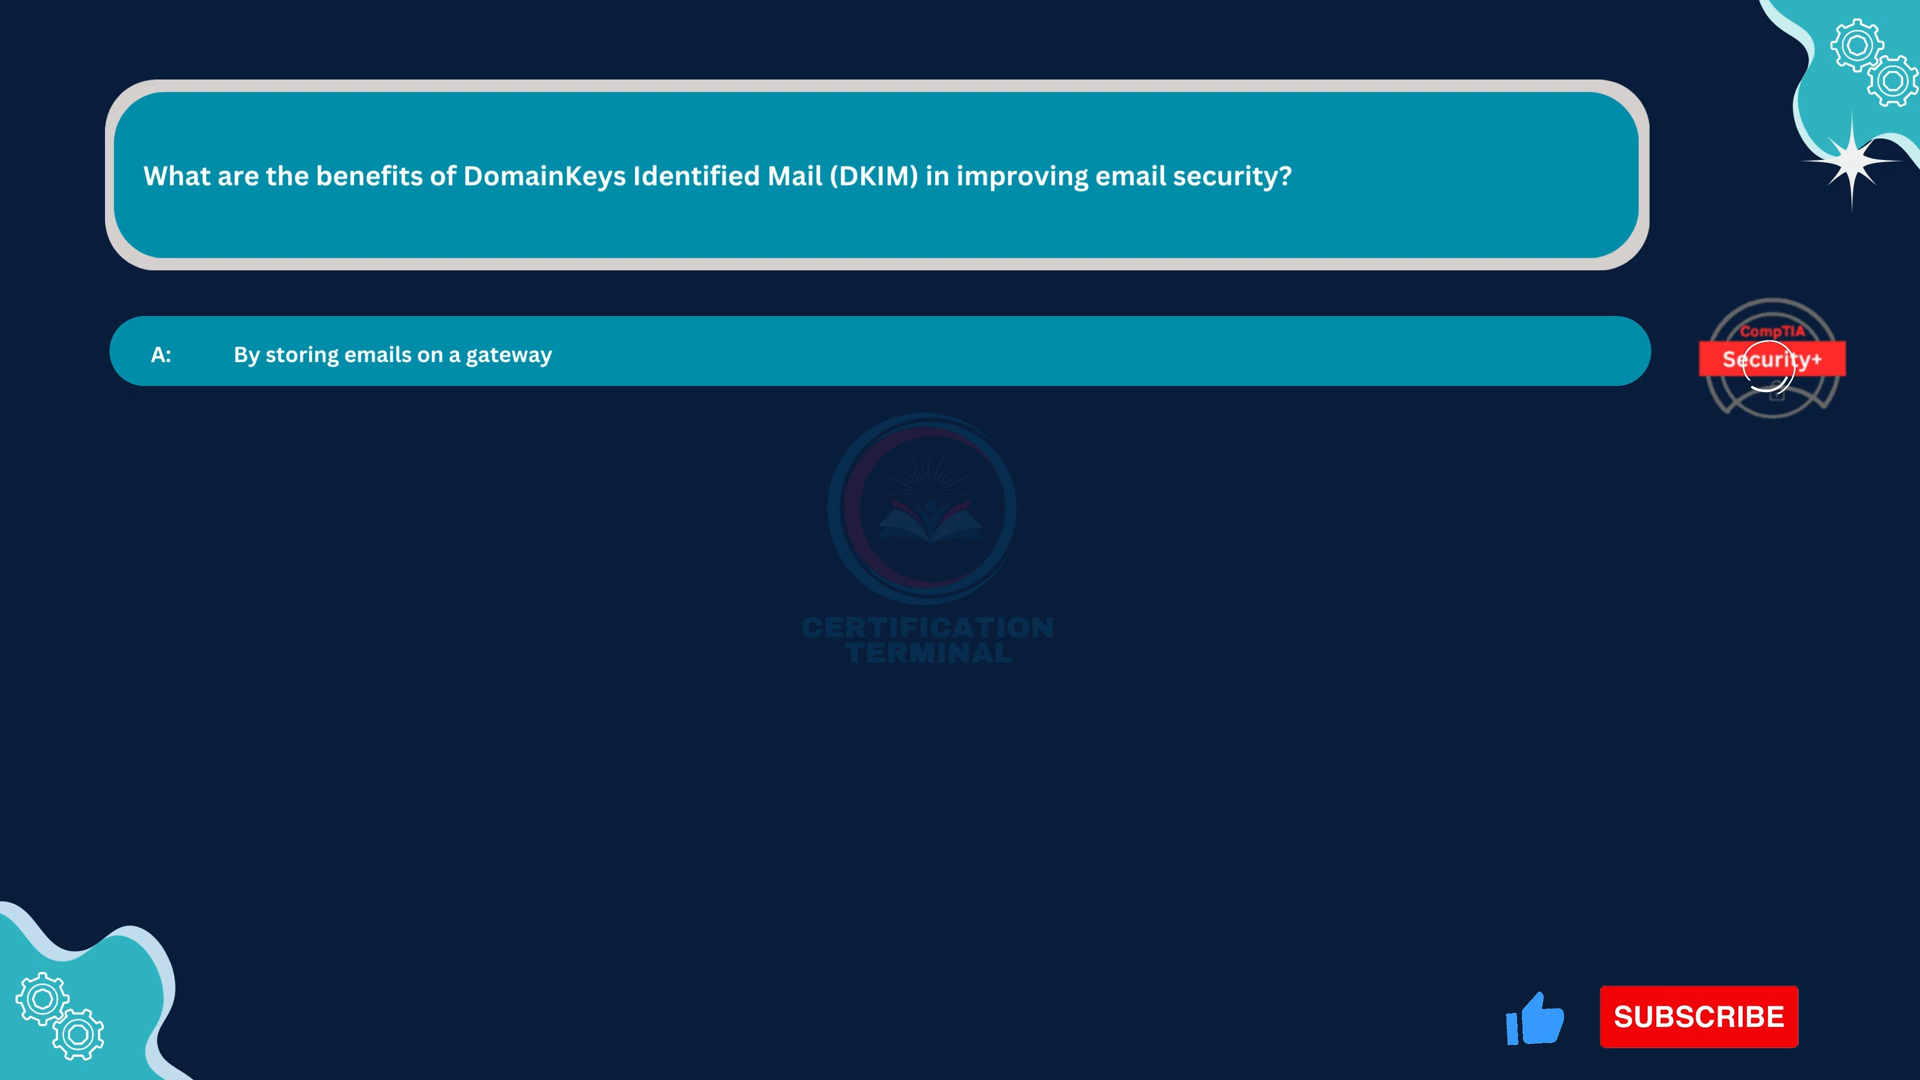 What are the benefits of DomainKeys Identified Mail (DKIM) in improving email security?
A: By storing emails on a gateway
CompTIA
Security+
CERTIFICATION
TERMINAL
SUBSCRIBE